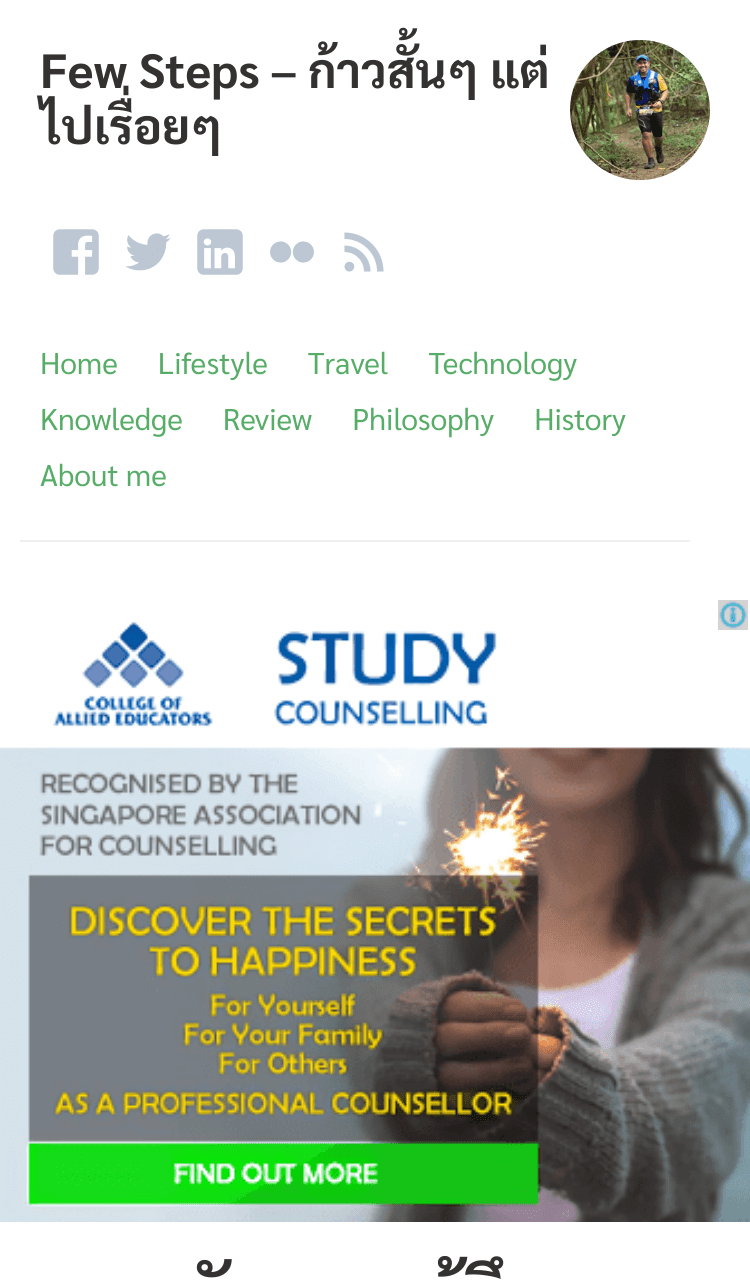 Few Steps – ก้าวสั้นๆ แต่
ไปเรื่อยๆ
Home Lifestyle Travel Technology
Knowledge Review Philosophy History
About me
COLLEGE OF
ALLIED EDUCATORS
STUDY
COUNSELLING
RECOGNISED BY THE
SINGAPORE ASSOCIATION
FOR COUNSELLING
DISCOVER THE SECRETS
TO HAPPINESS
For Yourself
For Your Family
For Others
AS A PROFESSIONAL COUNSELLOR
FIND OUT MORE